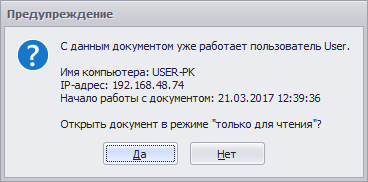 Предупреждение
С данным документом уже работает пользователь User.
Имя компьютера: USER-PK
IP-адрес: 192.168.48.74
Начало работы с документом: 21.03.2017 12:39:36
Открыть документ в режиме "только для чтения"?
Да
Нет